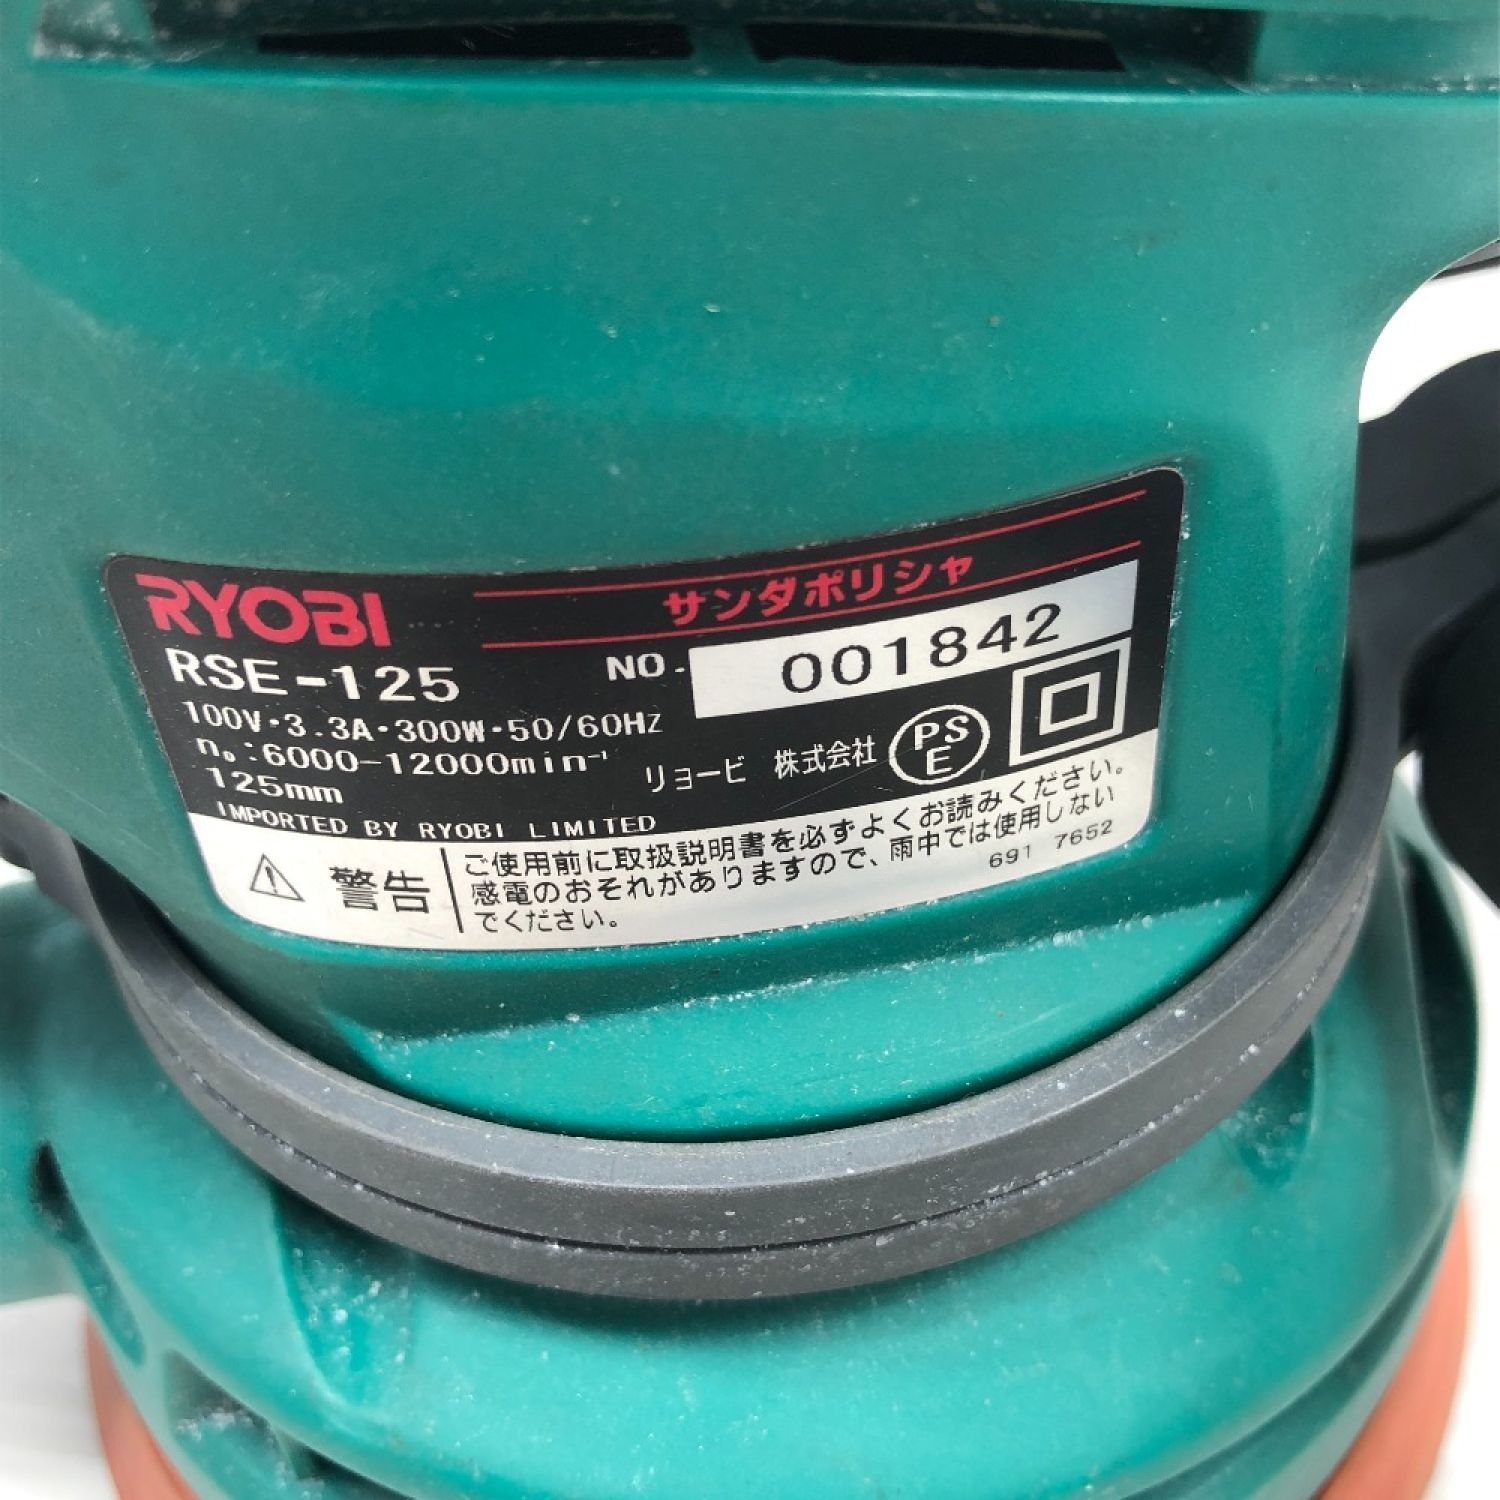 RYOBI サンダポリシャ
RSE-125 NO. 001842
100V・3.3A・300W・50/60Hz
n₀:6000-12000min⁻¹
125mm リョービ 株式会社 PSE
IMPORTED BY RYOBI LIMITED
警告
ご使用前に取扱説明書を必ずよくお読みください。
感電のおそれがありますので、雨中では使用しない
でください。
691 7652